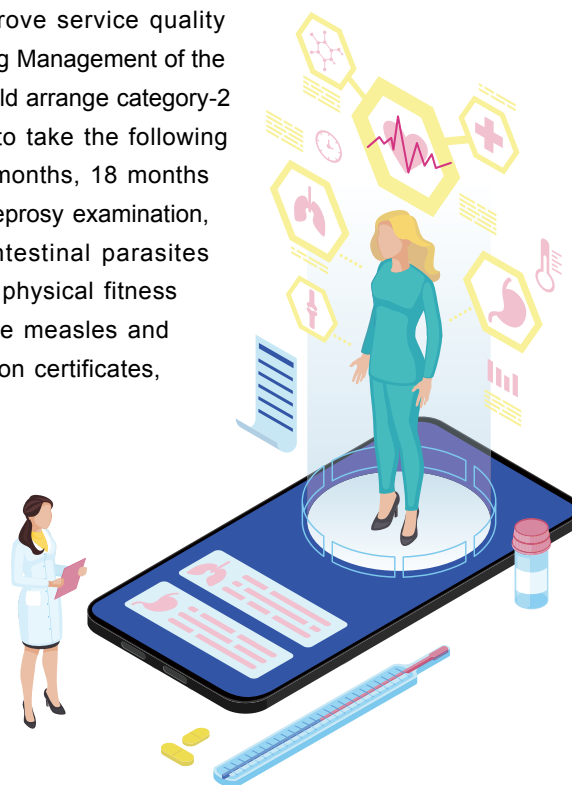 rove service quality
g Management of the
ld arrange category-2
to take the following
months, 18 months
eprosy examination,
ntestinal parasites
physical fitness
e measles and
on certificates,